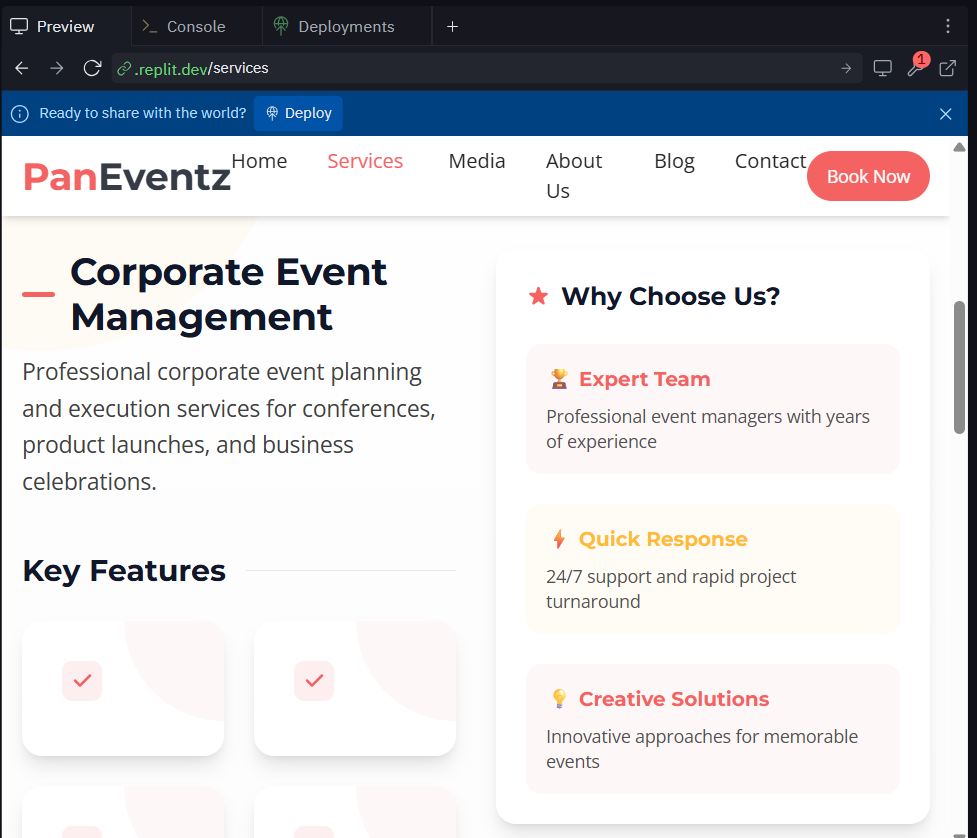 Preview
Console
Deployments
.replit.dev/services
1
Ready to share with the world?
Deploy
PanEventz
Home
Services
Media
About
Us
Blog
Contact
Book Now
Corporate Event
Management
Professional corporate event planning
and execution services for conferences,
product launches, and business
celebrations.
Key Features
Why Choose Us?
Expert Team
Professional event managers with years
of experience
Quick Response
24/7 support and rapid project
turnaround
Creative Solutions
Innovative approaches for memorable
events